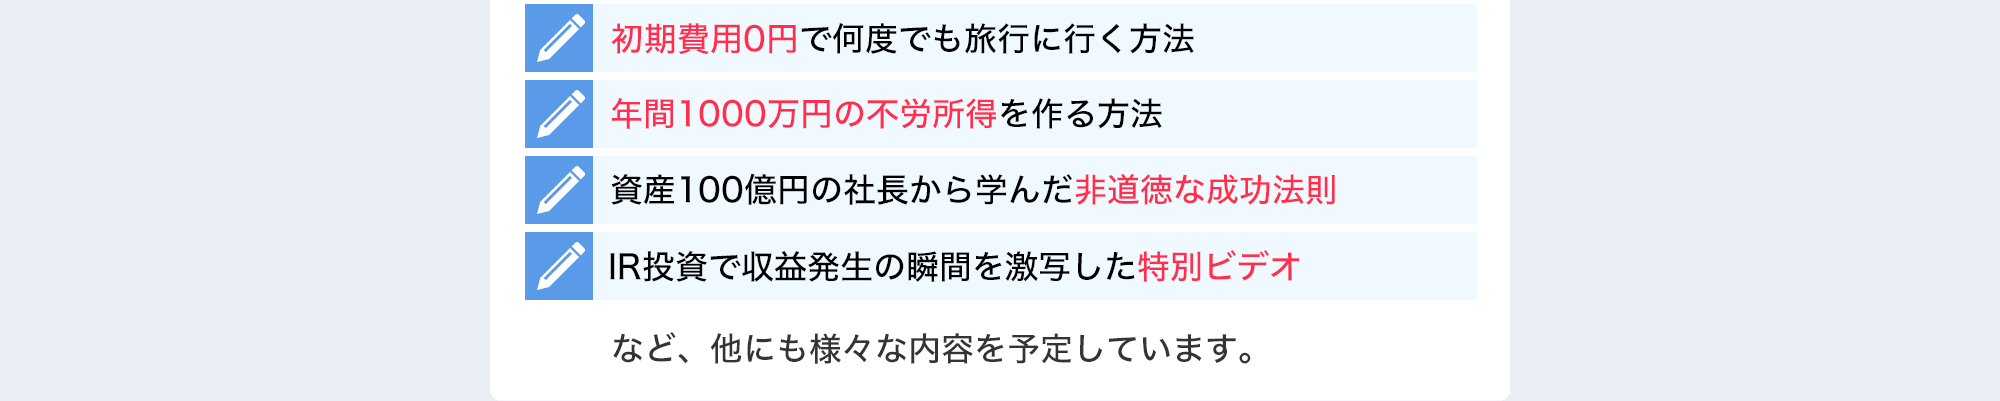 初期費用0円で何度でも旅行に行く方法
年間1000万円の不労所得を作る方法
資産100億円の社長から学んだ非道徳な成功法則
IR投資で収益発生の瞬間を激写した特別ビデオ
など、他にも様々な内容を予定しています。